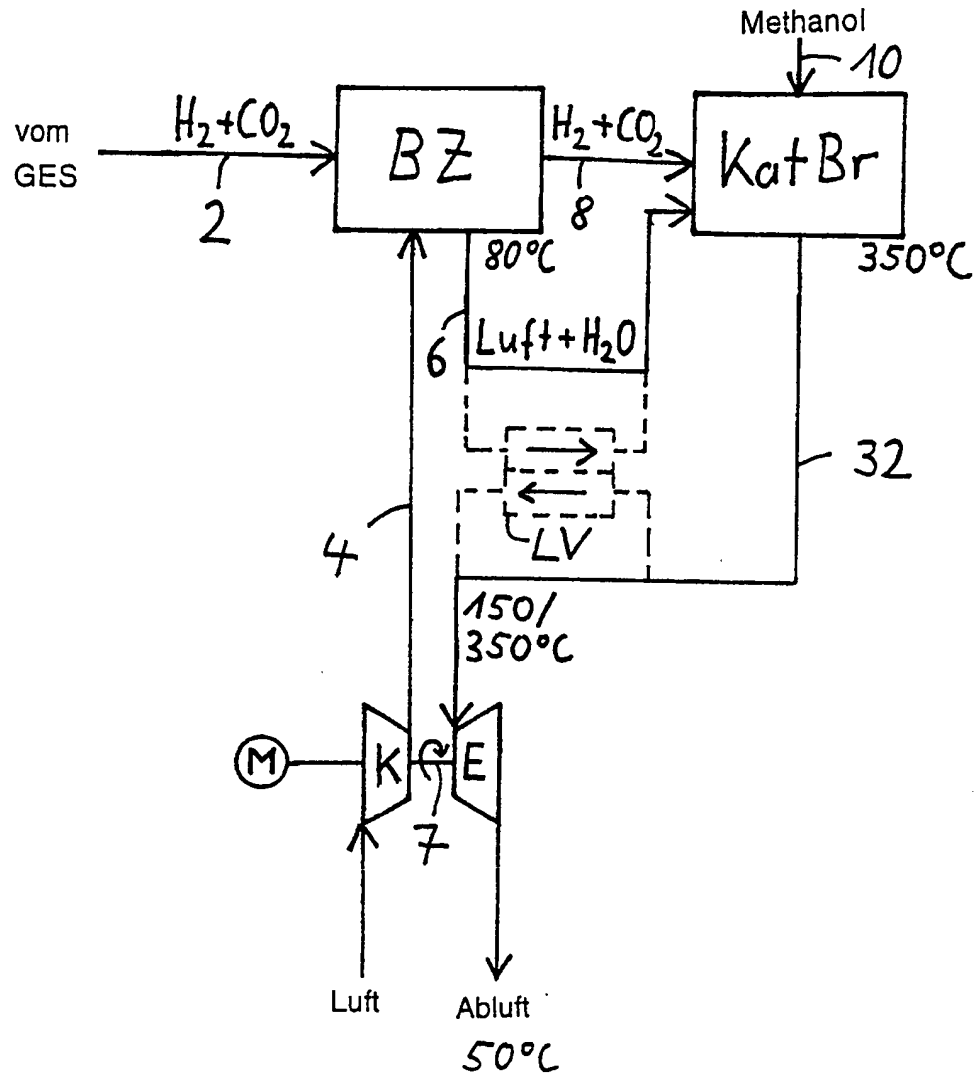 Methanol
10
vom
GES
H₂+CO₂
2
BZ
H₂+CO₂
8
KatBr
80°C
350°C
6
Luft+H₂O
32
4
LV
150/
350°C
M
K
E
7
Luft
Abluft
50°C